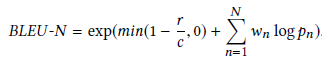 BLEU-N = exp(min(1 − r/c, 0) + ∑_{n=1}^{N} w_n log p_n)